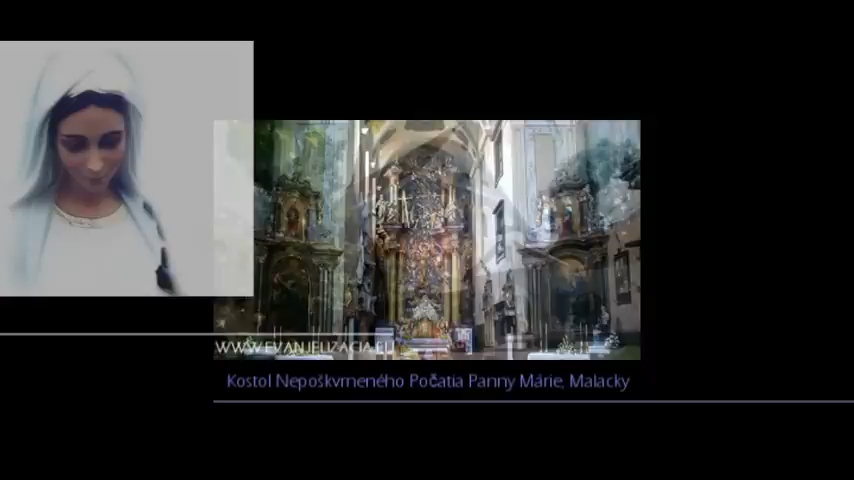 WWW.EVANJELIZACIA.EU
Kostol Nepoškvrneného Počatia Panny Márie, Malacky